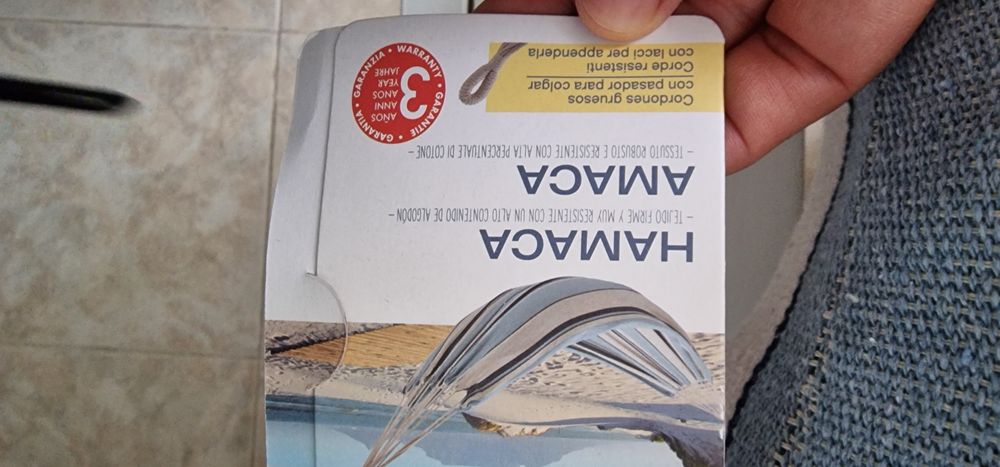 HAMACA
– TEJIDO FIRME Y MUY RESISTENTE CON UN ALTO CONTENIDO DE ALGODÓN –
AMACA
– TESSUTO ROBUSTO E RESISTENTE CON ALTA PERCENTUALE DI COTONE –
Cordones gruesos
con pasador para colgar
Corde resistenti
con lacci per appenderla
3
AÑOS
ANNI
ANOS
YEAR
JAHRE
GARANTIA • GARANTIE • WARRANTY • GARANZIA •